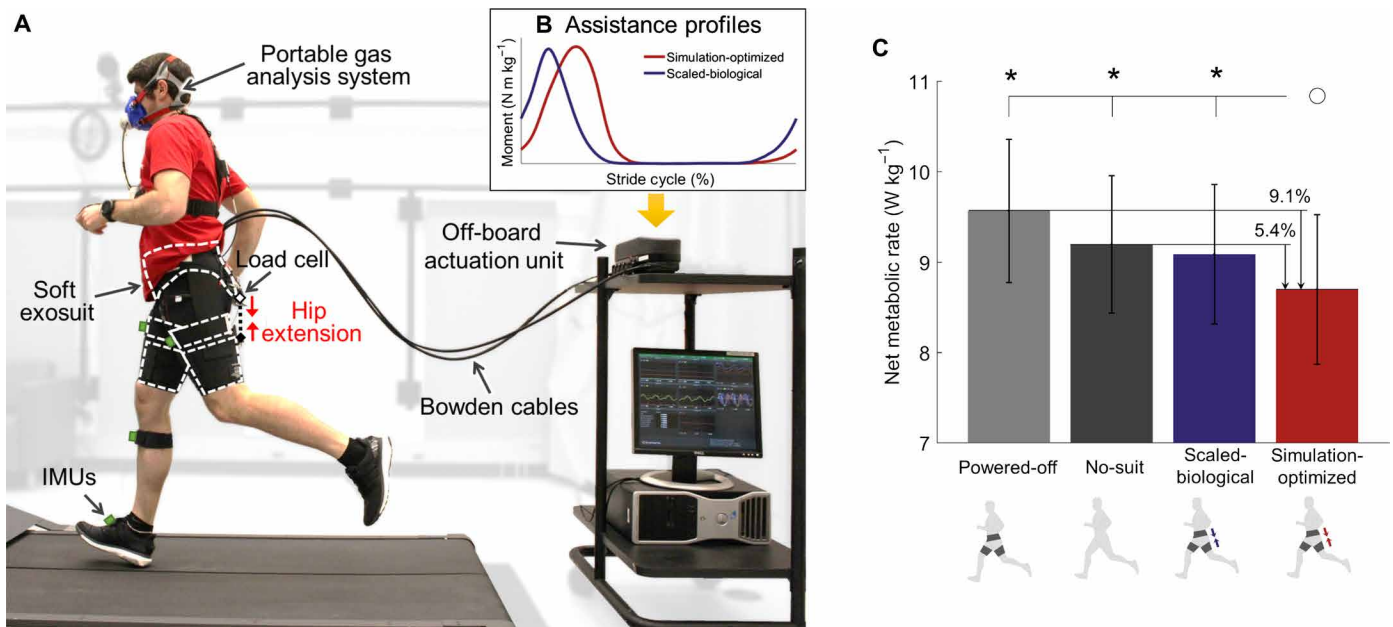 A
Portable gas
analysis system
Load cell
Soft
exosuit
Hip
extension
IMUs
Bowden cables
Off-board
actuation unit
B Assistance profiles
Simulation-optimized
Scaled-biological
Moment (N m kg⁻¹)
Stride cycle (%)
C
* * *
11
10
9
8
7
Net metabolic rate (W kg⁻¹)
9.1%
5.4%
Powered-off
No-suit
Scaled-
biological
Simulation-
optimized